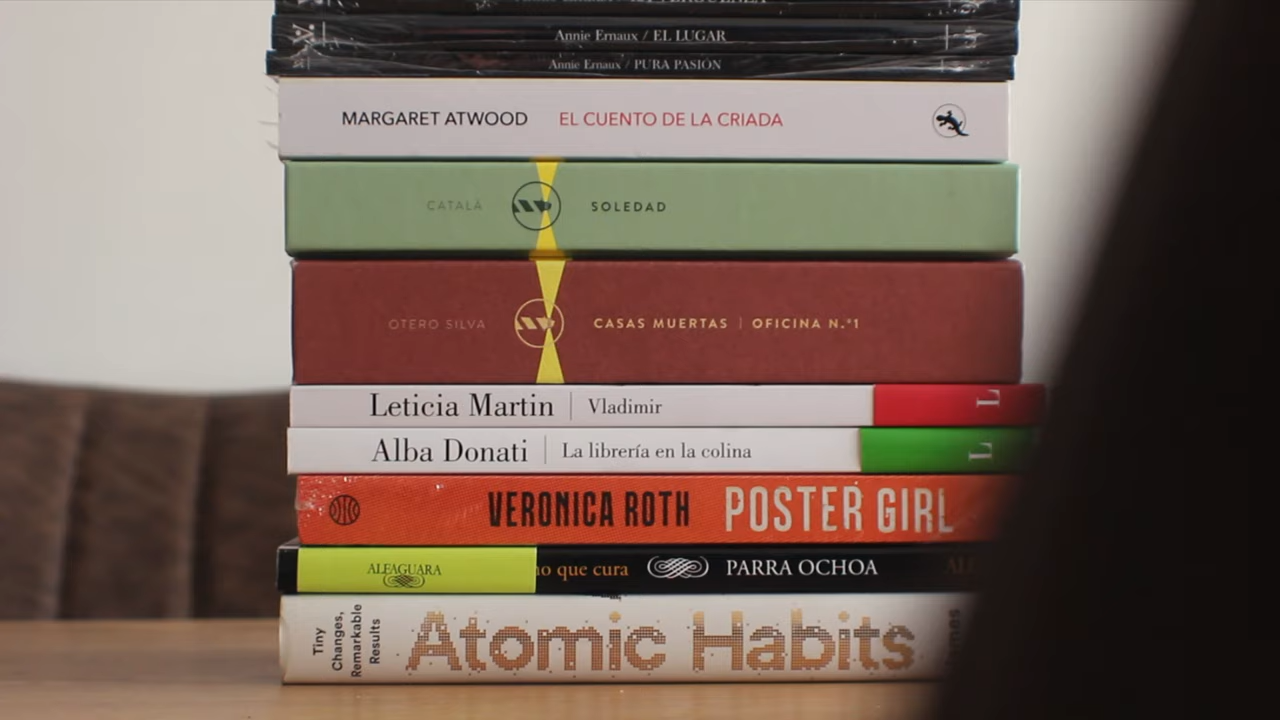 Annie Ernaux / EL LUGAR
Annie Ernaux / PURA PASIÓN
MARGARET ATWOOD EL CUENTO DE LA CRIADA
CATALÀ SOLEDAD
OTERO SILVA CASAS MUERTAS | OFICINA N.º1
Leticia Martin | Vladimir L
Alba Donati | La librería en la colina L
VERONICA ROTH POSTER GIRL
ALFAGUARA que cura PARRA OCHOA
Tiny Changes, Remarkable Results Atomic Habits